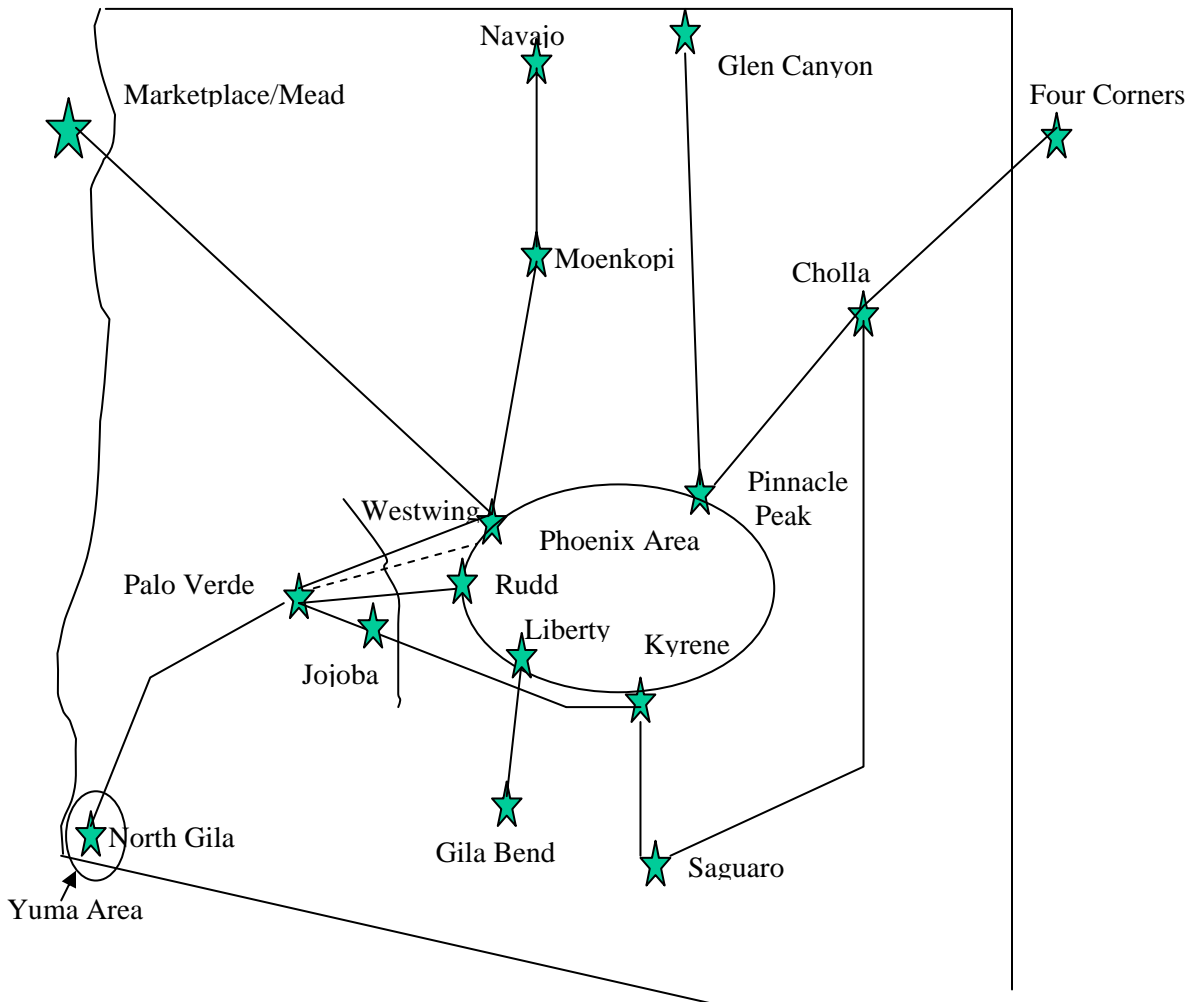 Navajo
Glen Canyon
Marketplace/Mead
Four Corners
Moenkopi
Cholla
Westwing
Pinnacle
Peak
Phoenix Area
Palo Verde
Rudd
Liberty
Kyrene
Jojoba
North Gila
Gila Bend
Saguaro
Yuma Area